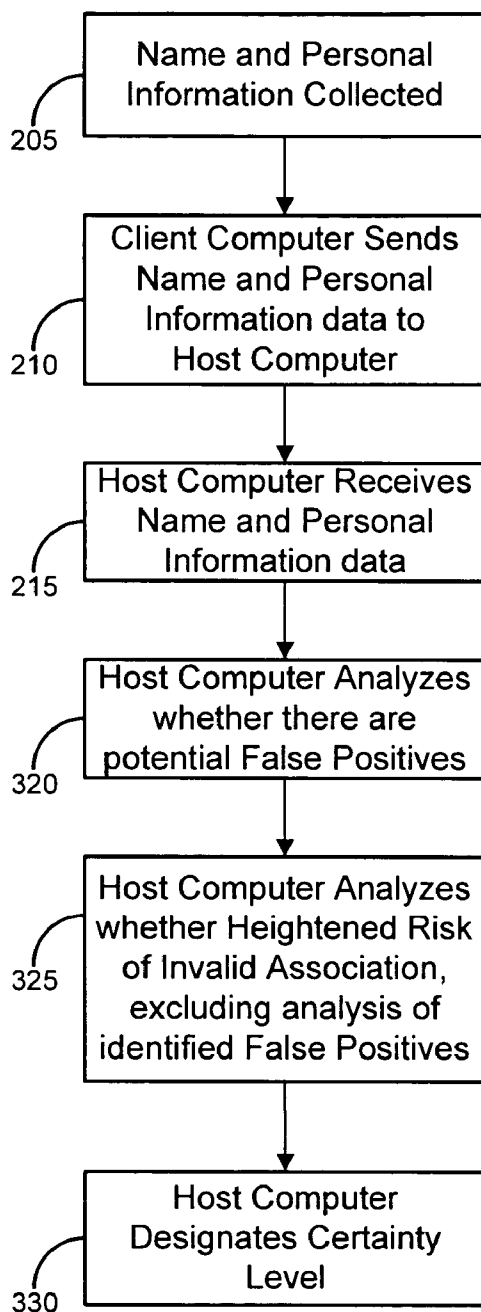 Name and Personal
Information Collected
205
Client Computer Sends
Name and Personal
Information data to
Host Computer
210
Host Computer Receives
Name and Personal
Information data
215
Host Computer Analyzes
whether there are
potential False Positives
320
Host Computer Analyzes
whether Heightened Risk
of Invalid Association,
excluding analysis of
identified False Positives
325
Host Computer
Designates Certainty
Level
330